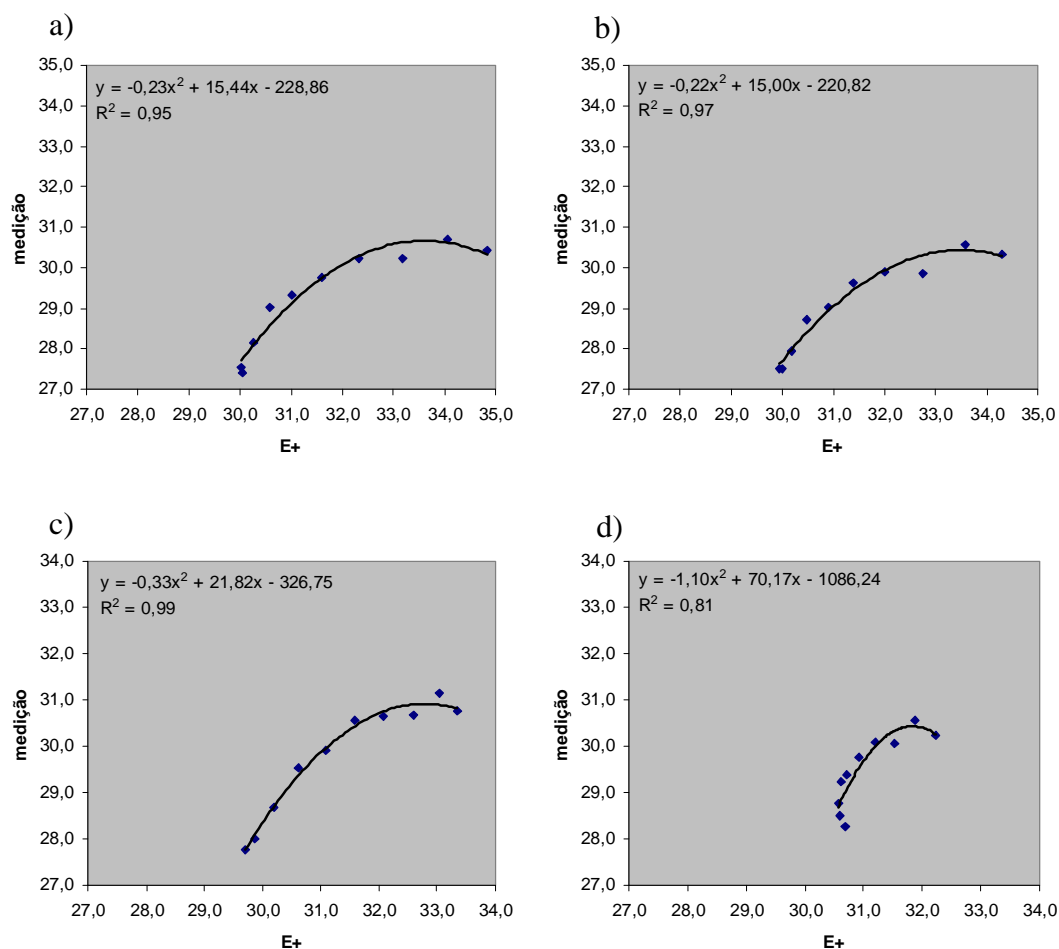 a)
y = -0,23x² + 15,44x - 228,86
R² = 0,95
35,0
34,0
33,0
32,0
31,0
30,0
29,0
28,0
27,0
medição
27,0 28,0 29,0 30,0 31,0 32,0 33,0 34,0 35,0
E+
b)
y = -0,22x² + 15,00x - 220,82
R² = 0,97
35,0
34,0
33,0
32,0
31,0
30,0
29,0
28,0
27,0
medição
27,0 28,0 29,0 30,0 31,0 32,0 33,0 34,0 35,0
E+
c)
y = -0,33x² + 21,82x - 326,75
R² = 0,99
34,0
33,0
32,0
31,0
30,0
29,0
28,0
27,0
medição
27,0 28,0 29,0 30,0 31,0 32,0 33,0 34,0
E+
d)
y = -1,10x² + 70,17x - 1086,24
R² = 0,81
34,0
33,0
32,0
31,0
30,0
29,0
28,0
27,0
medição
27,0 28,0 29,0 30,0 31,0 32,0 33,0 34,0
E+